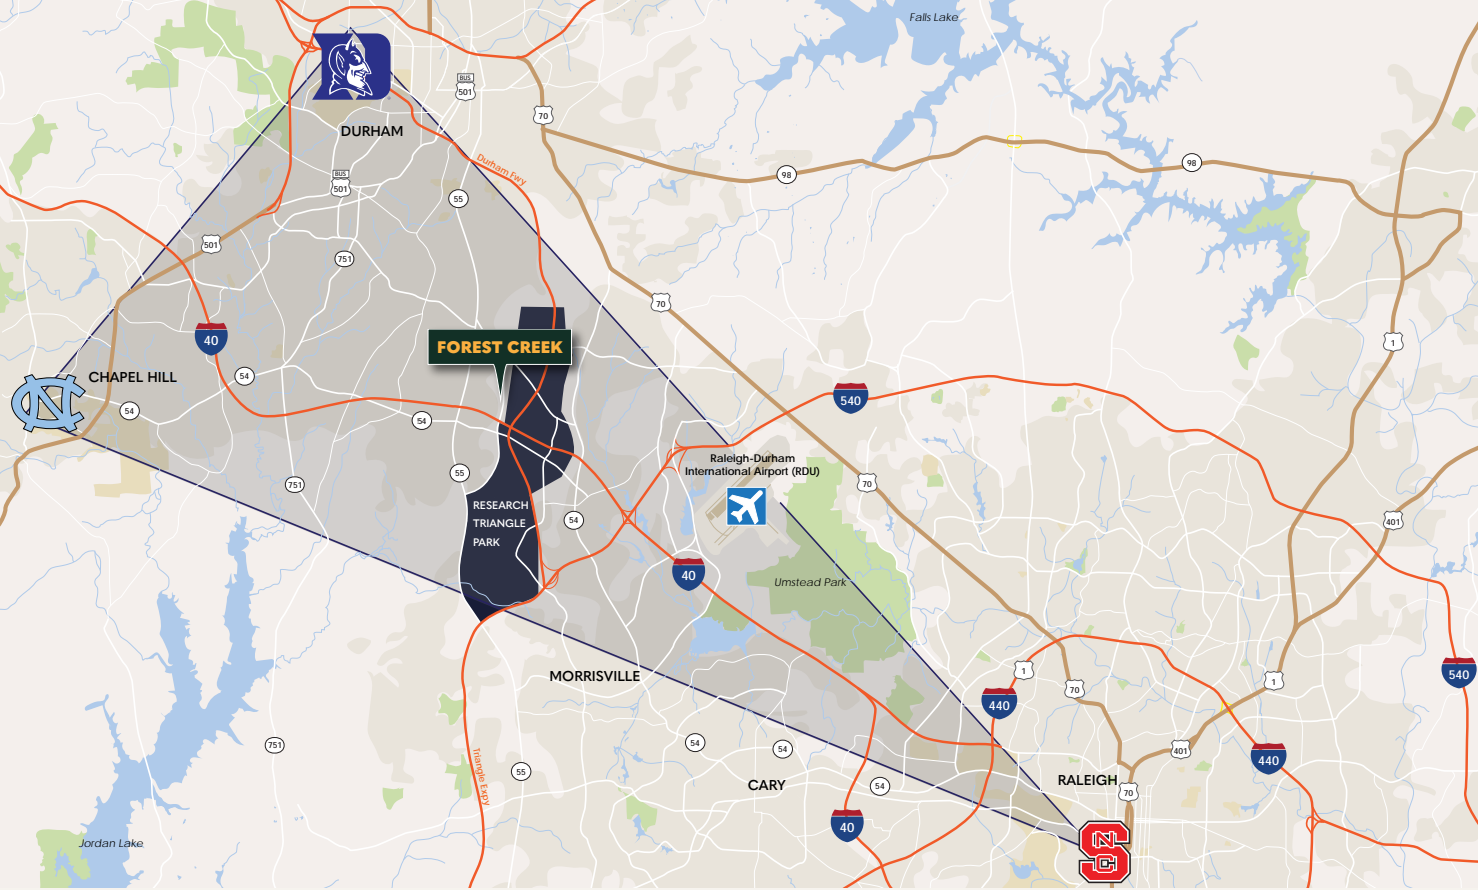 Falls Lake
BUS
501
70
DURHAM
98
98
Durham Fwy
BUS
501
55
501
751
70
1
40
FOREST CREEK
CHAPEL HILL
54
540
NC
54
54
Raleigh-Durham
International Airport (RDU)
55
751
70
RESEARCH
TRIANGLE
PARK
54
401
40
Umstead Park
MORRISVILLE
1
540
1
70
440
751
54
54
401
440
55
Triangle Expy
CARY
54
RALEIGH
70
40
Jordan Lake
NC
S